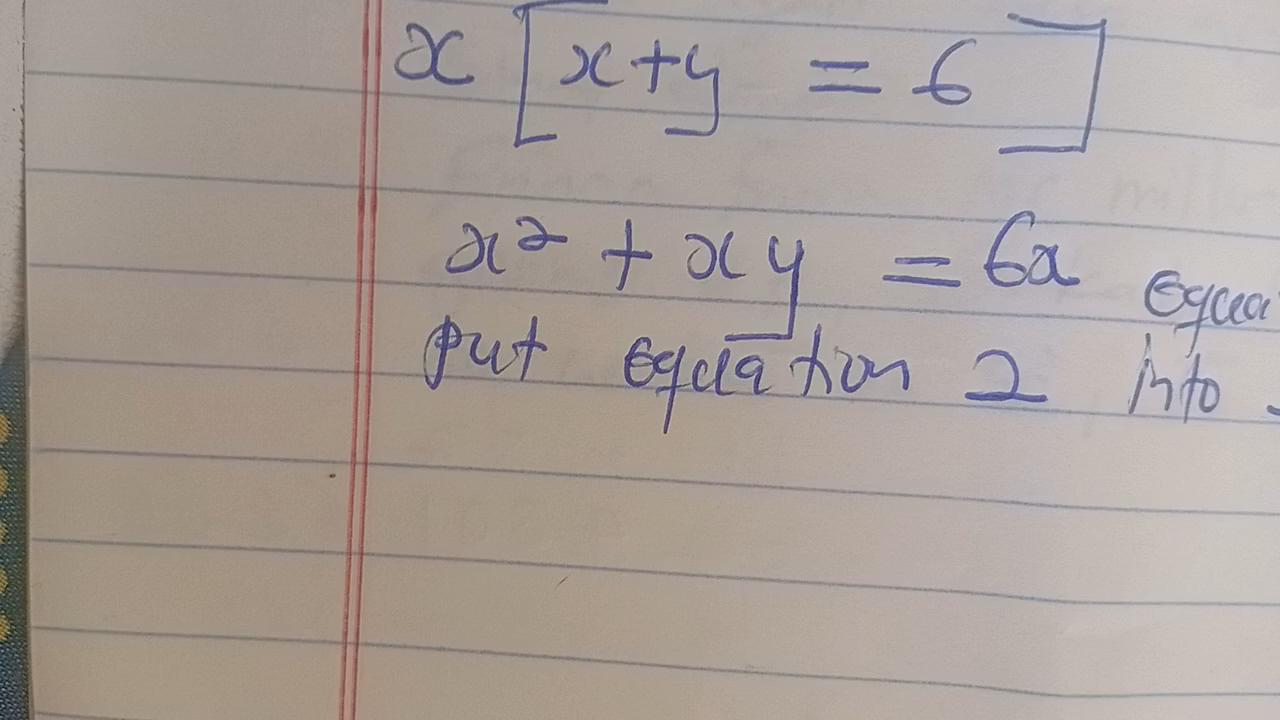 x [ x+y = 6 ]
x² + xy = 6x
put equation 2 into